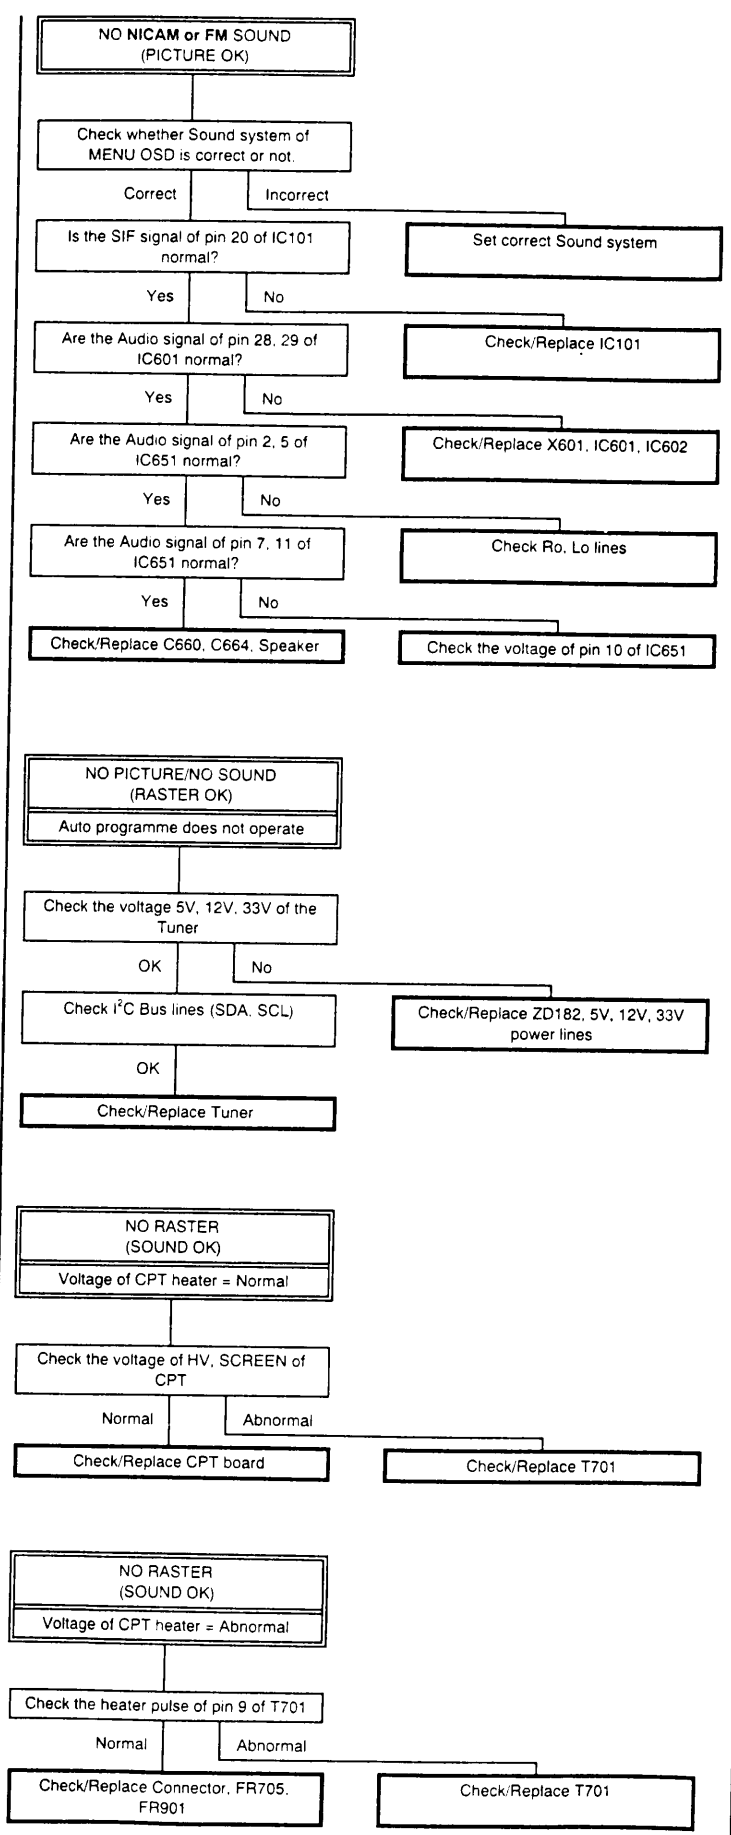 NO NICAM or FM SOUND
(PICTURE OK)
Check whether Sound system of
MENU OSD is correct or not.
Correct
Incorrect
Is the SIF signal of pin 20 of IC101
normal?
Set correct Sound system
Yes
No
Are the Audio signal of pin 28, 29 of
IC601 normal?
Check/Replace IC101
Yes
No
Are the Audio signal of pin 2, 5 of
IC651 normal?
Check/Replace X601, IC601, IC602
Yes
No
Are the Audio signal of pin 7, 11 of
IC651 normal?
Check Ro, Lo lines
Yes
No
Check/Replace C660, C664, Speaker
Check the voltage of pin 10 of IC651
NO PICTURE/NO SOUND
(RASTER OK)
Auto programme does not operate
Check the voltage 5V, 12V, 33V of the
Tuner
OK
No
Check I²C Bus lines (SDA, SCL)
Check/Replace ZD182, 5V, 12V, 33V
power lines
OK
Check/Replace Tuner
NO RASTER
(SOUND OK)
Voltage of CPT heater = Normal
Check the voltage of HV, SCREEN of
CPT
Normal
Abnormal
Check/Replace CPT board
Check/Replace T701
NO RASTER
(SOUND OK)
Voltage of CPT heater = Abnormal
Check the heater pulse of pin 9 of T701
Normal
Abnormal
Check/Replace Connector, FR705,
FR901
Check/Replace T701